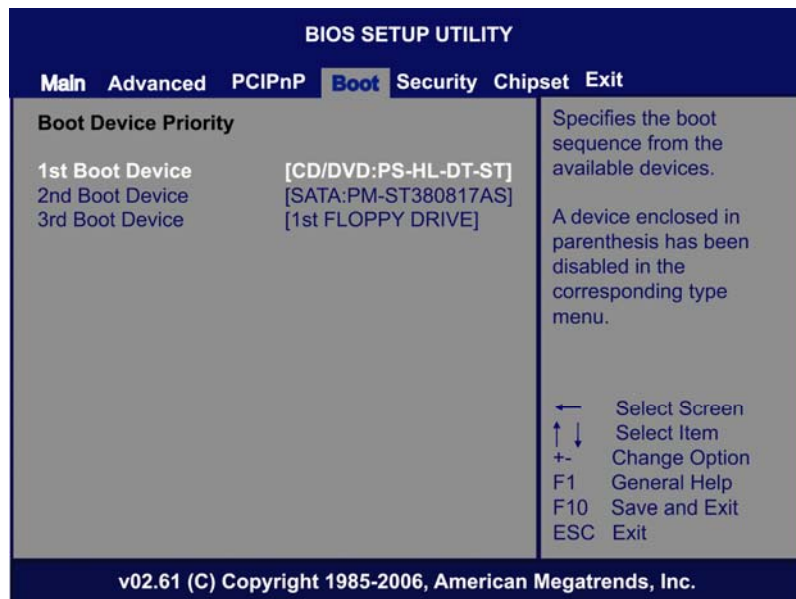 BIOS SETUP UTILITY
Main Advanced PCIPnP Boot Security Chipset Exit
Boot Device Priority
1st Boot Device [CD/DVD:PS-HL-DT-ST]
2nd Boot Device [SATA:PM-ST380817AS]
3rd Boot Device [1st FLOPPY DRIVE]
Specifies the boot
sequence from the
available devices.
A device enclosed in
parenthesis has been
disabled in the
corresponding type
menu.
← Select Screen
↑ ↓ Select Item
+- Change Option
F1 General Help
F10 Save and Exit
ESC Exit
v02.61 (C) Copyright 1985-2006, American Megatrends, Inc.